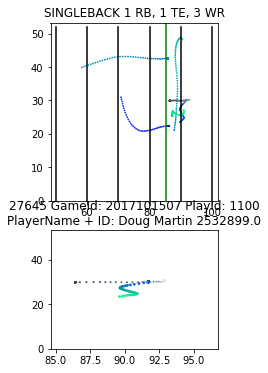 SINGLEBACK 1 RB, 1 TE, 3 WR
50
40
30
20
10
0
60 80 100
27645 GameId: 2017101507 PlayId: 1100
PlayerName + ID: Doug Martin 2532899.0
40
20
0
85.0 87.5 90.0 92.5 95.0